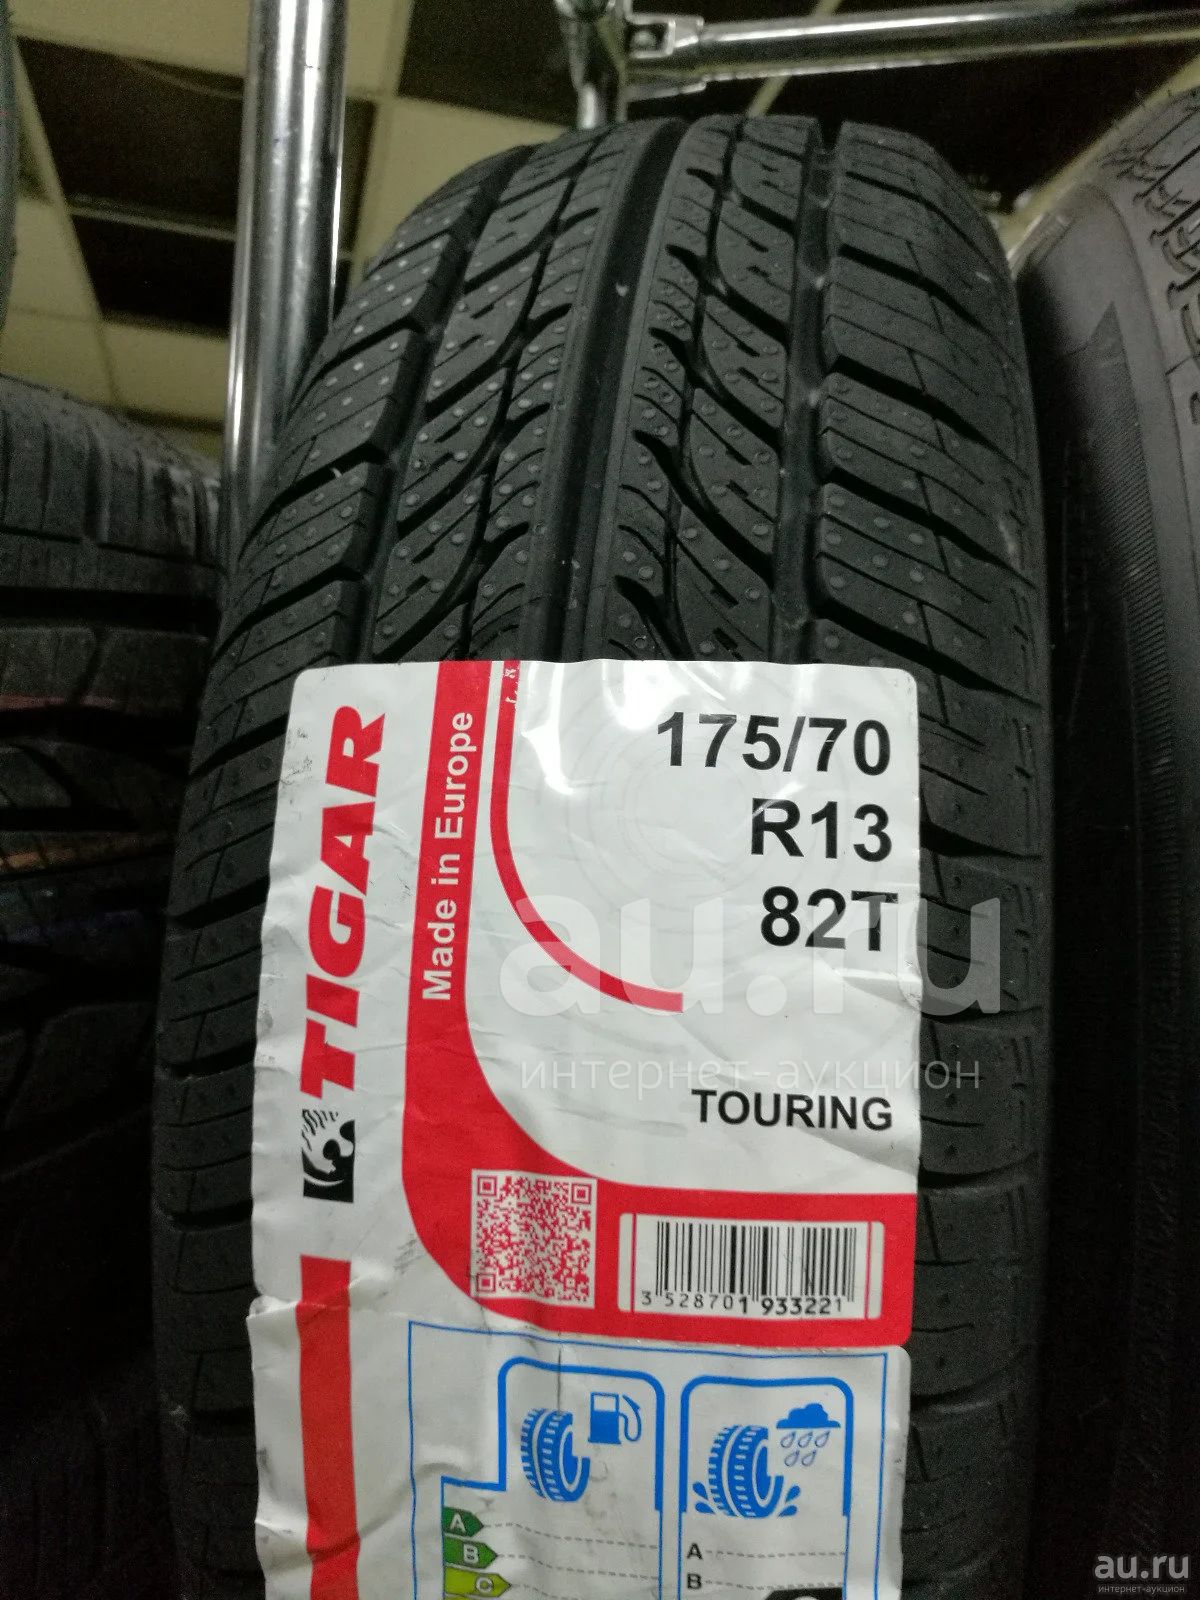 TIGAR
Made in Europe
175/70
R13
82T
au.ru
интернет-аукцион
TOURING
3 528701 933221
A
B
C
A
B
au.ru
интернет-аукцион